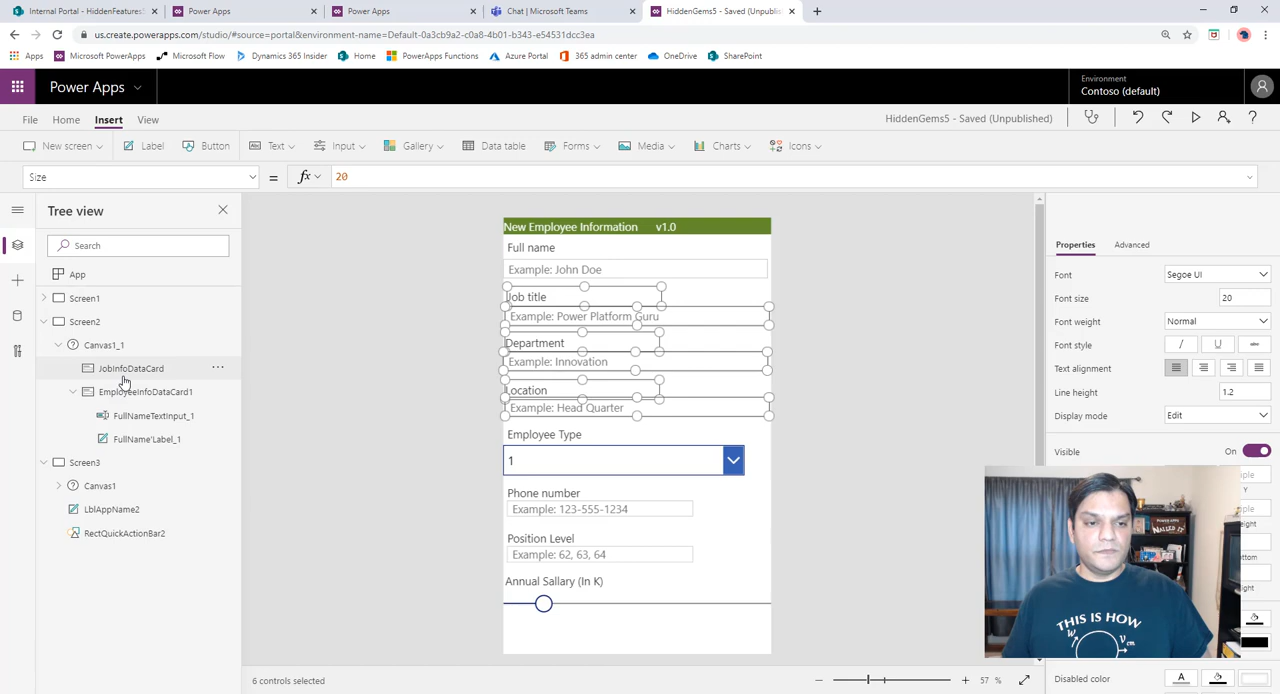 Internal Portal - HiddenFeatures
Power Apps
Power Apps
Chat | Microsoft Teams
HiddenGems5 - Saved (Unpublis
us.create.powerapps.com/studio/#source=portal&environment-name=Default-0a3cb9a2-c0a8-4b01-b343-e54531dcc3ea
Apps
Microsoft PowerApps
Microsoft Flow
Dynamics 365 Insider
Home
PowerApps Functions
Azure Portal
365 admin center
OneDrive
SharePoint
Power Apps
Environment
Contoso (default)
File
Home
Insert
View
HiddenGems5 - Saved (Unpublished)
New screen
Label
Button
Text
Input
Gallery
Data table
Forms
Media
Charts
Icons
Size
=
fx
20
Tree view
Search
App
Screen1
Screen2
Canvas1_1
JobInfoDataCard
EmployeeInfoDataCard1
FullNameTextInput_1
FullName'Label_1
Screen3
Canvas1
LblAppName2
RectQuickActionBar2
New Employee Information v1.0
Full name
Example: John Doe
Job title
Example: Power Platform Guru
Department
Example: Innovation
Location
Example: Head Quarter
Employee Type
1
Phone number
Example: 123-555-1234
Position Level
Example: 62, 63, 64
Annual Sallary (In K)
6 controls selected
57 %
Properties
Advanced
Font
Segoe UI
Font size
20
Font weight
Normal
Font style
/
U
abc
Text alignment
Line height
1.2
Display mode
Edit
Visible
On
Y
Disabled color
A
THIS IS HOW